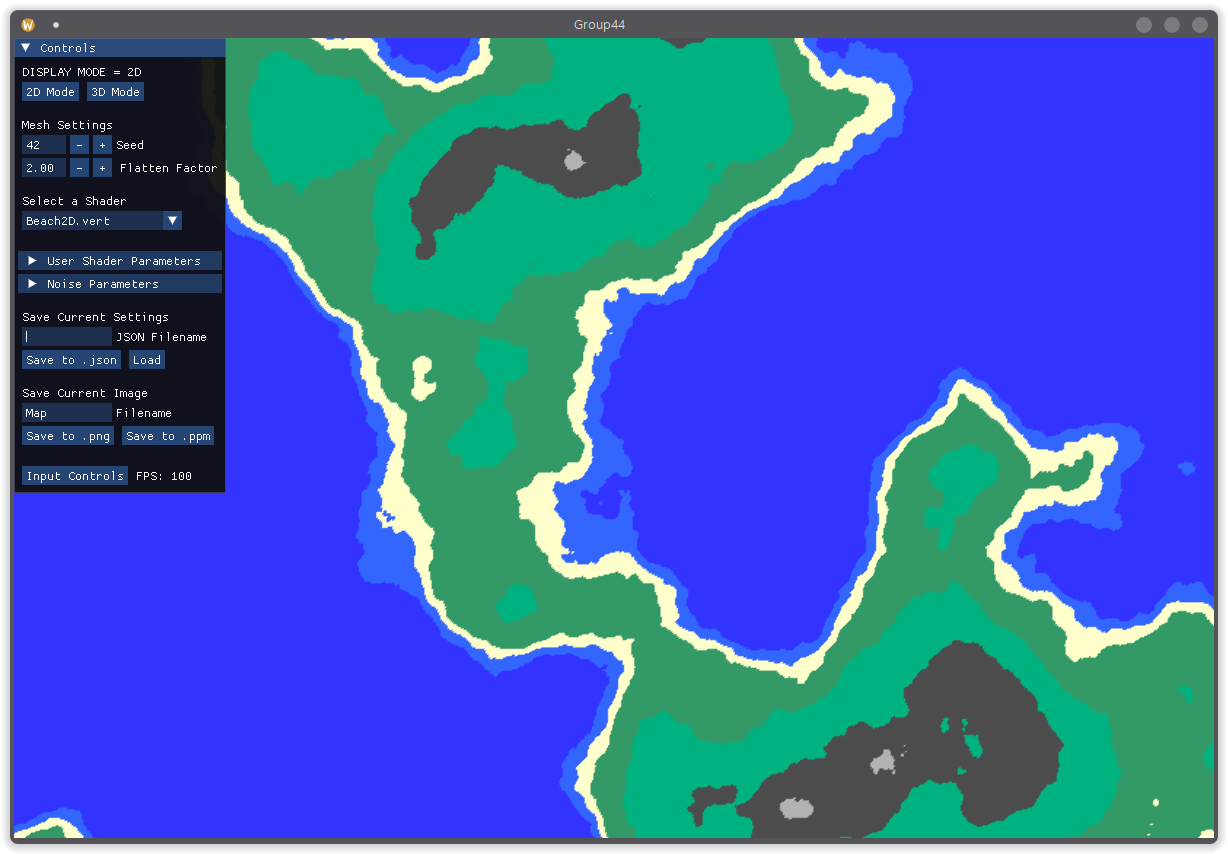 Group44
Controls
DISPLAY MODE = 2D
2D Mode 3D Mode
Mesh Settings
42 - + Seed
2.00 - + Flatten Factor
Select a Shader
Beach2D.vert
User Shader Parameters
Noise Parameters
Save Current Settings
JSON Filename
Save to .json Load
Save Current Image
Map Filename
Save to .png Save to .ppm
Input Controls FPS: 100